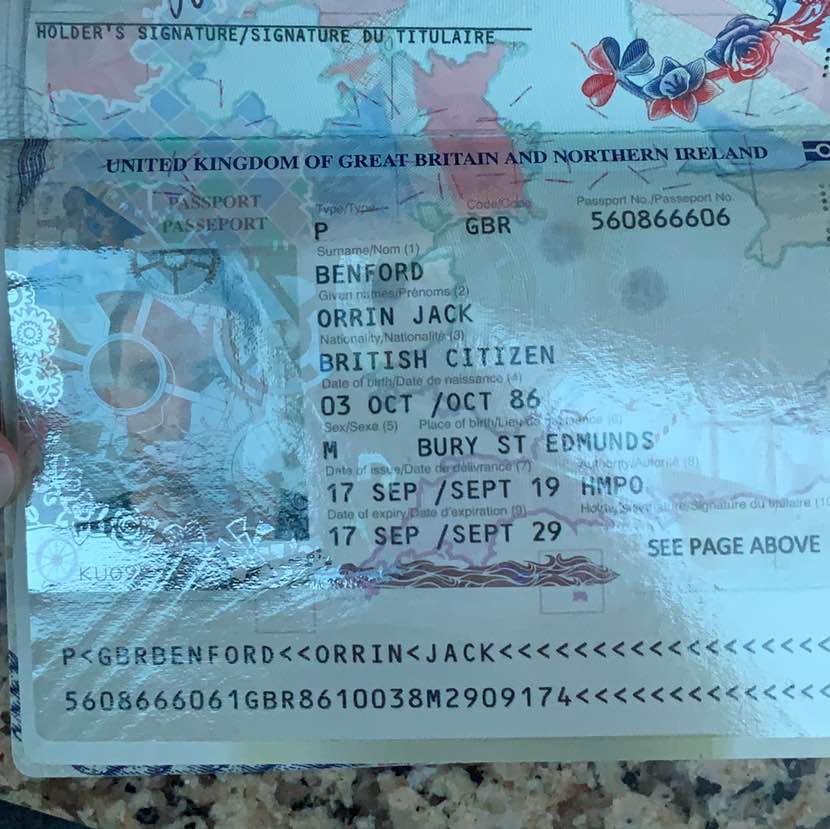 HOLDER'S SIGNATURE/SIGNATURE DU TITULAIRE
UNITED KINGDOM OF GREAT BRITAIN AND NORTHERN IRELAND
PASSPORT
PASSEPORT
Type/Type Code/Code Passport No./Passeport No.
P GBR 560866606
Surname/Nom (1)
BENFORD
Given names/Prénoms (2)
ORRIN JACK
Nationality/Nationalité (3)
BRITISH CITIZEN
Date of birth/Date de naissance (4)
03 OCT /OCT 86
Sex/Sexe (5) Place of birth/Lieu de naissance (6)
M BURY ST EDMUNDS
Date of issue/Date de délivrance (7) Authority/Autorité (8)
17 SEP /SEPT 19 HMPO
Date of expiry/Date d'expiration (9) Holder's signature/Signature du titulaire
17 SEP /SEPT 29
SEE PAGE ABOVE
P<GBRBENFORD<<ORRIN<JACK<<<<<<<<<<<<<<<<<<
5608666061GBR8610038M2909174<<<<<<<<<<<<<<